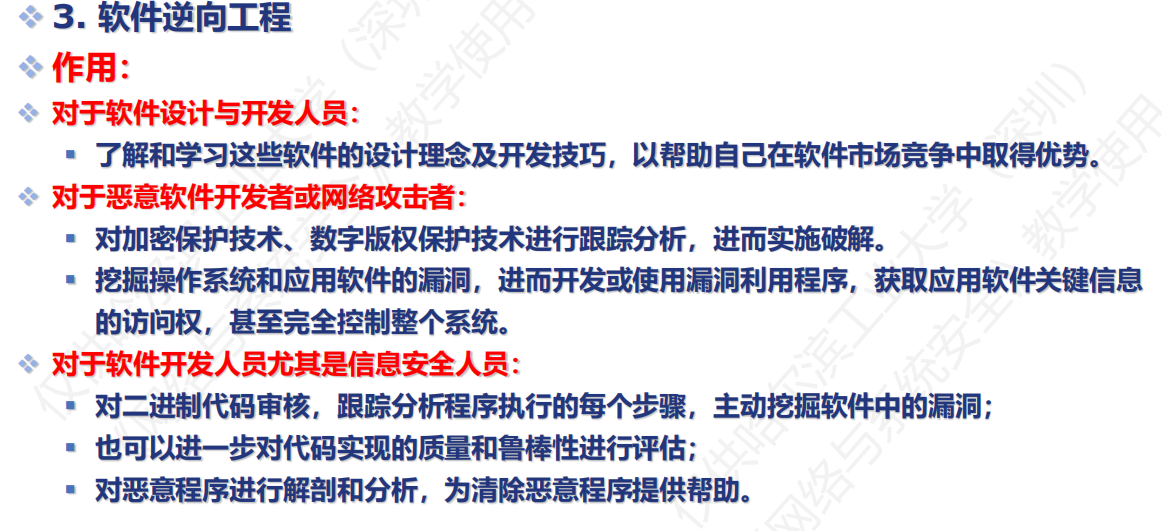 3. 软件逆向工程
作用：
对于软件设计与开发人员：
了解和学习这些软件的设计理念及开发技巧，以帮助自己在软件市场竞争中取得优势。
对于恶意软件开发者或网络攻击者：
对加密保护技术、数字版权保护技术进行跟踪分析，进而实施破解。
挖掘操作系统和应用软件的漏洞，进而开发或使用漏洞利用程序，获取应用软件关键信息
的访问权，甚至完全控制整个系统。
对于软件开发人员尤其是信息安全人员：
对二进制代码审核，跟踪分析程序执行的每个步骤，主动挖掘软件中的漏洞；
也可以进一步对代码实现的质量和鲁棒性进行评估；
对恶意程序进行解剖和分析，为清除恶意程序提供帮助。
仅供哈尔滨工业大学（深圳）
网络与系统安全）教学使用